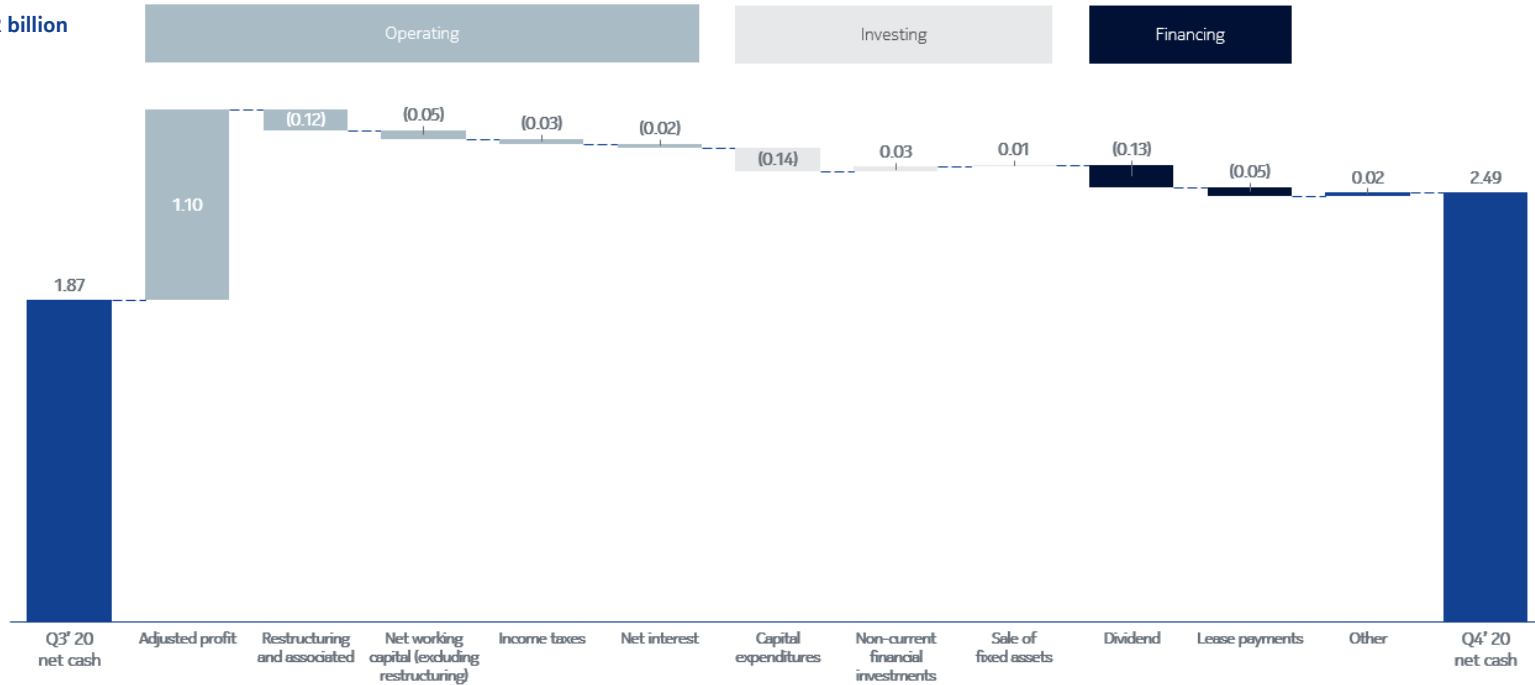 billion
Operating
Investing
Financing
1.87
1.10
(0.12)
(0.05)
(0.03)
(0.02)
(0.14)
0.03
0.01
(0.13)
(0.05)
0.02
2.49
Q3' 20
net cash
Adjusted profit
Restructuring
and associated
Net working
capital (excluding
restructuring)
Income taxes
Net interest
Capital
expenditures
Non-current
financial
investments
Sale of
fixed assets
Dividend
Lease payments
Other
Q4' 20
net cash